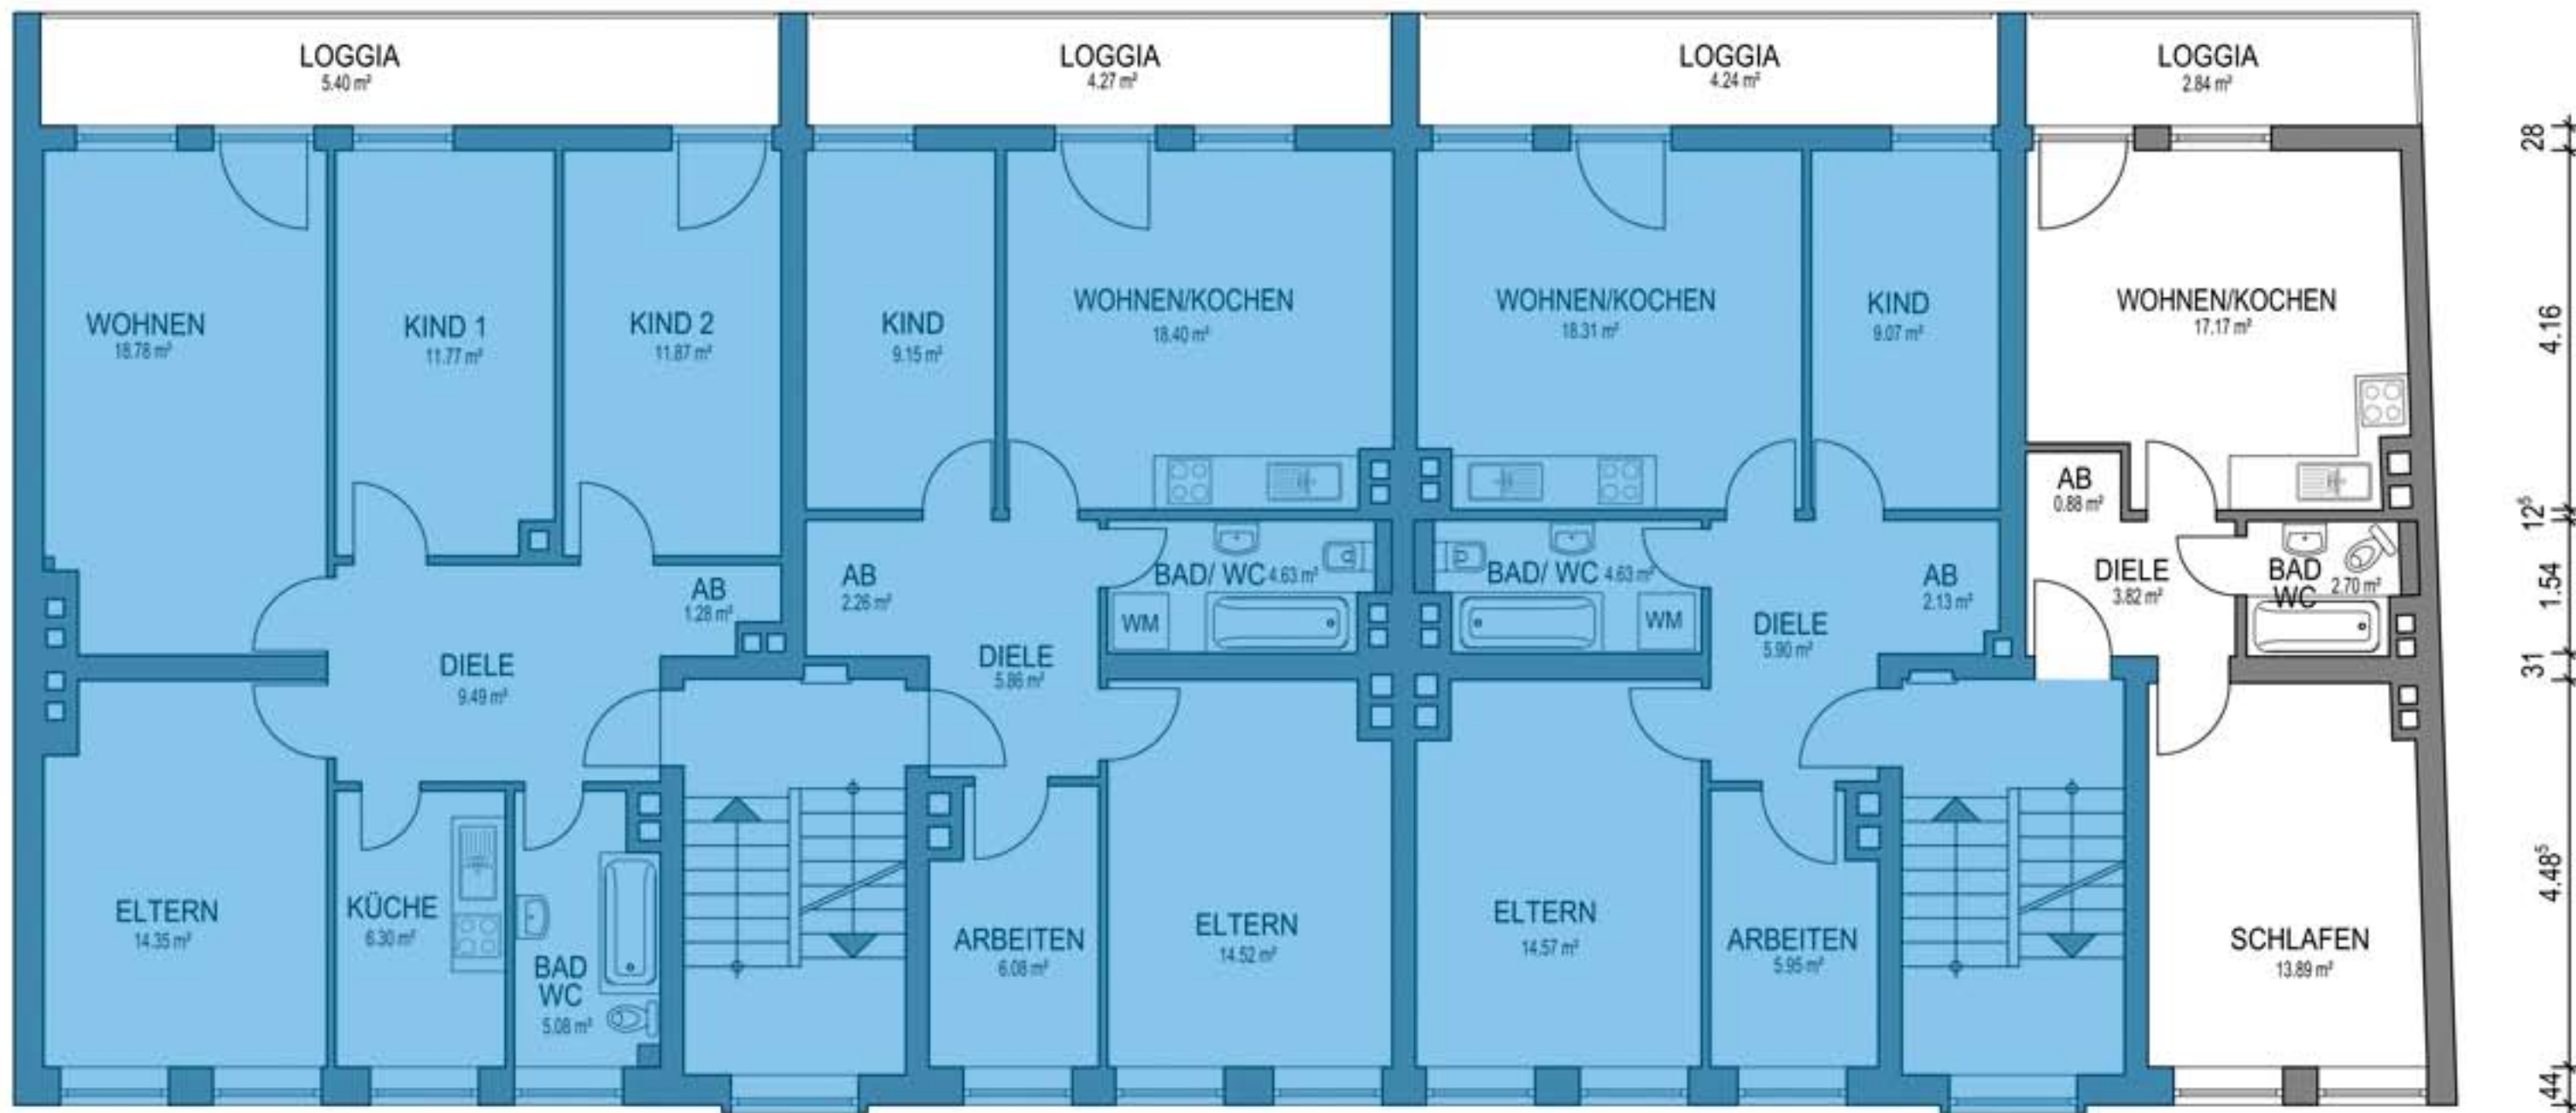 LOGGIA
5.40 m²
LOGGIA
4.27 m²
LOGGIA
4.24 m²
LOGGIA
2.84 m²
WOHNEN
18.78 m²
KIND 1
11.77 m²
KIND 2
11.87 m²
KIND
9.15 m²
WOHNEN/KOCHEN
18.40 m²
WOHNEN/KOCHEN
18.31 m²
KIND
9.07 m²
WOHNEN/KOCHEN
17.17 m²
AB
0.88 m²
AB
1.28 m²
AB
2.26 m²
BAD/ WC 4.63 m²
WM
BAD/ WC 4.63 m²
WM
AB
2.13 m²
DIELE
3.82 m²
BAD
WC
2.70 m²
DIELE
9.49 m²
DIELE
5.86 m²
DIELE
5.90 m²
ELTERN
14.35 m²
KÜCHE
6.30 m²
BAD
WC
5.08 m²
ARBEITEN
6.08 m²
ELTERN
14.52 m²
ELTERN
14.57 m²
ARBEITEN
5.95 m²
SCHLAFEN
13.89 m²
28
4.16
12⁵
1.54
31
4.48⁵
44